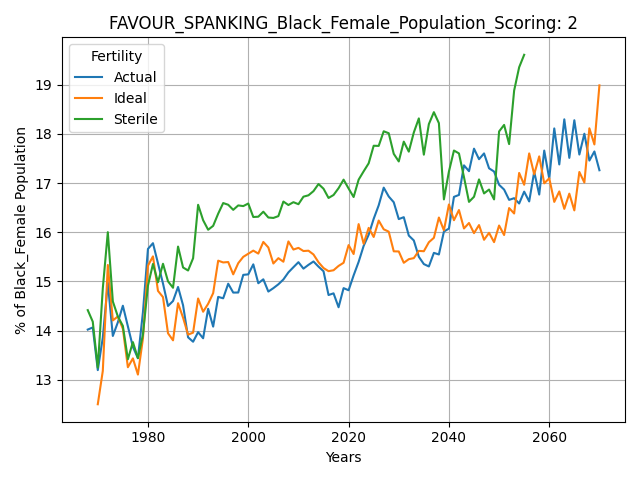 FAVOUR_SPANKING_Black_Female_Population_Scoring: 2
Fertility
Actual
Ideal
Sterile
% of Black_Female Population
19
18
17
16
15
14
13
1980 2000 2020 2040 2060
Years